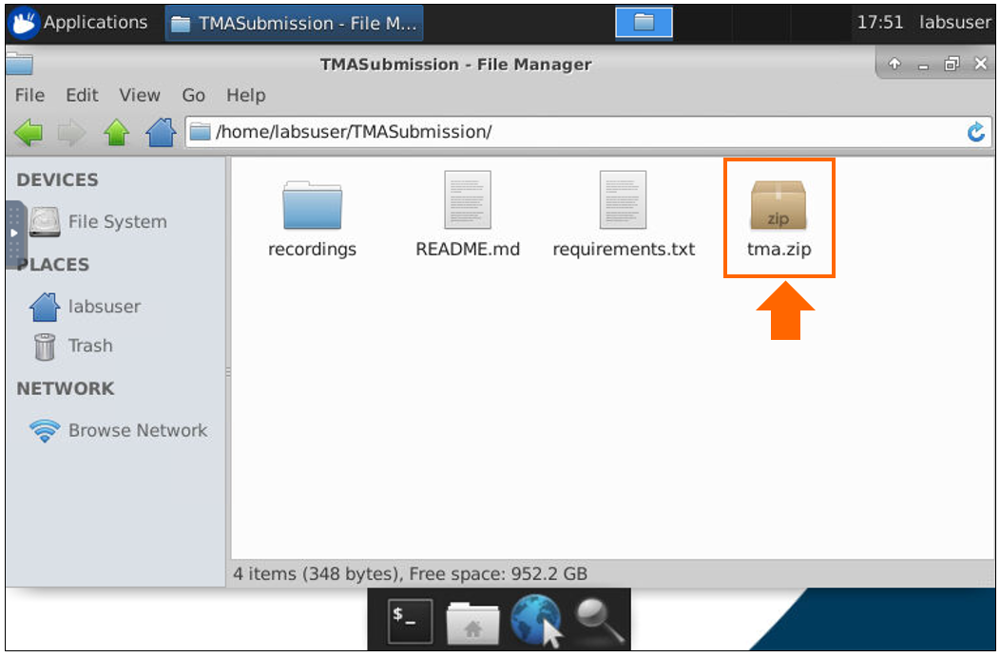 Applications TMASubmission - File M... 17:51 labsuser
TMASubmission - File Manager
File Edit View Go Help
/home/labsuser/TMASubmission/
DEVICES
File System
PLACES
labsuser
Trash
NETWORK
Browse Network
recordings README.md requirements.txt zip tma.zip
4 items (348 bytes), Free space: 952.2 GB
$_